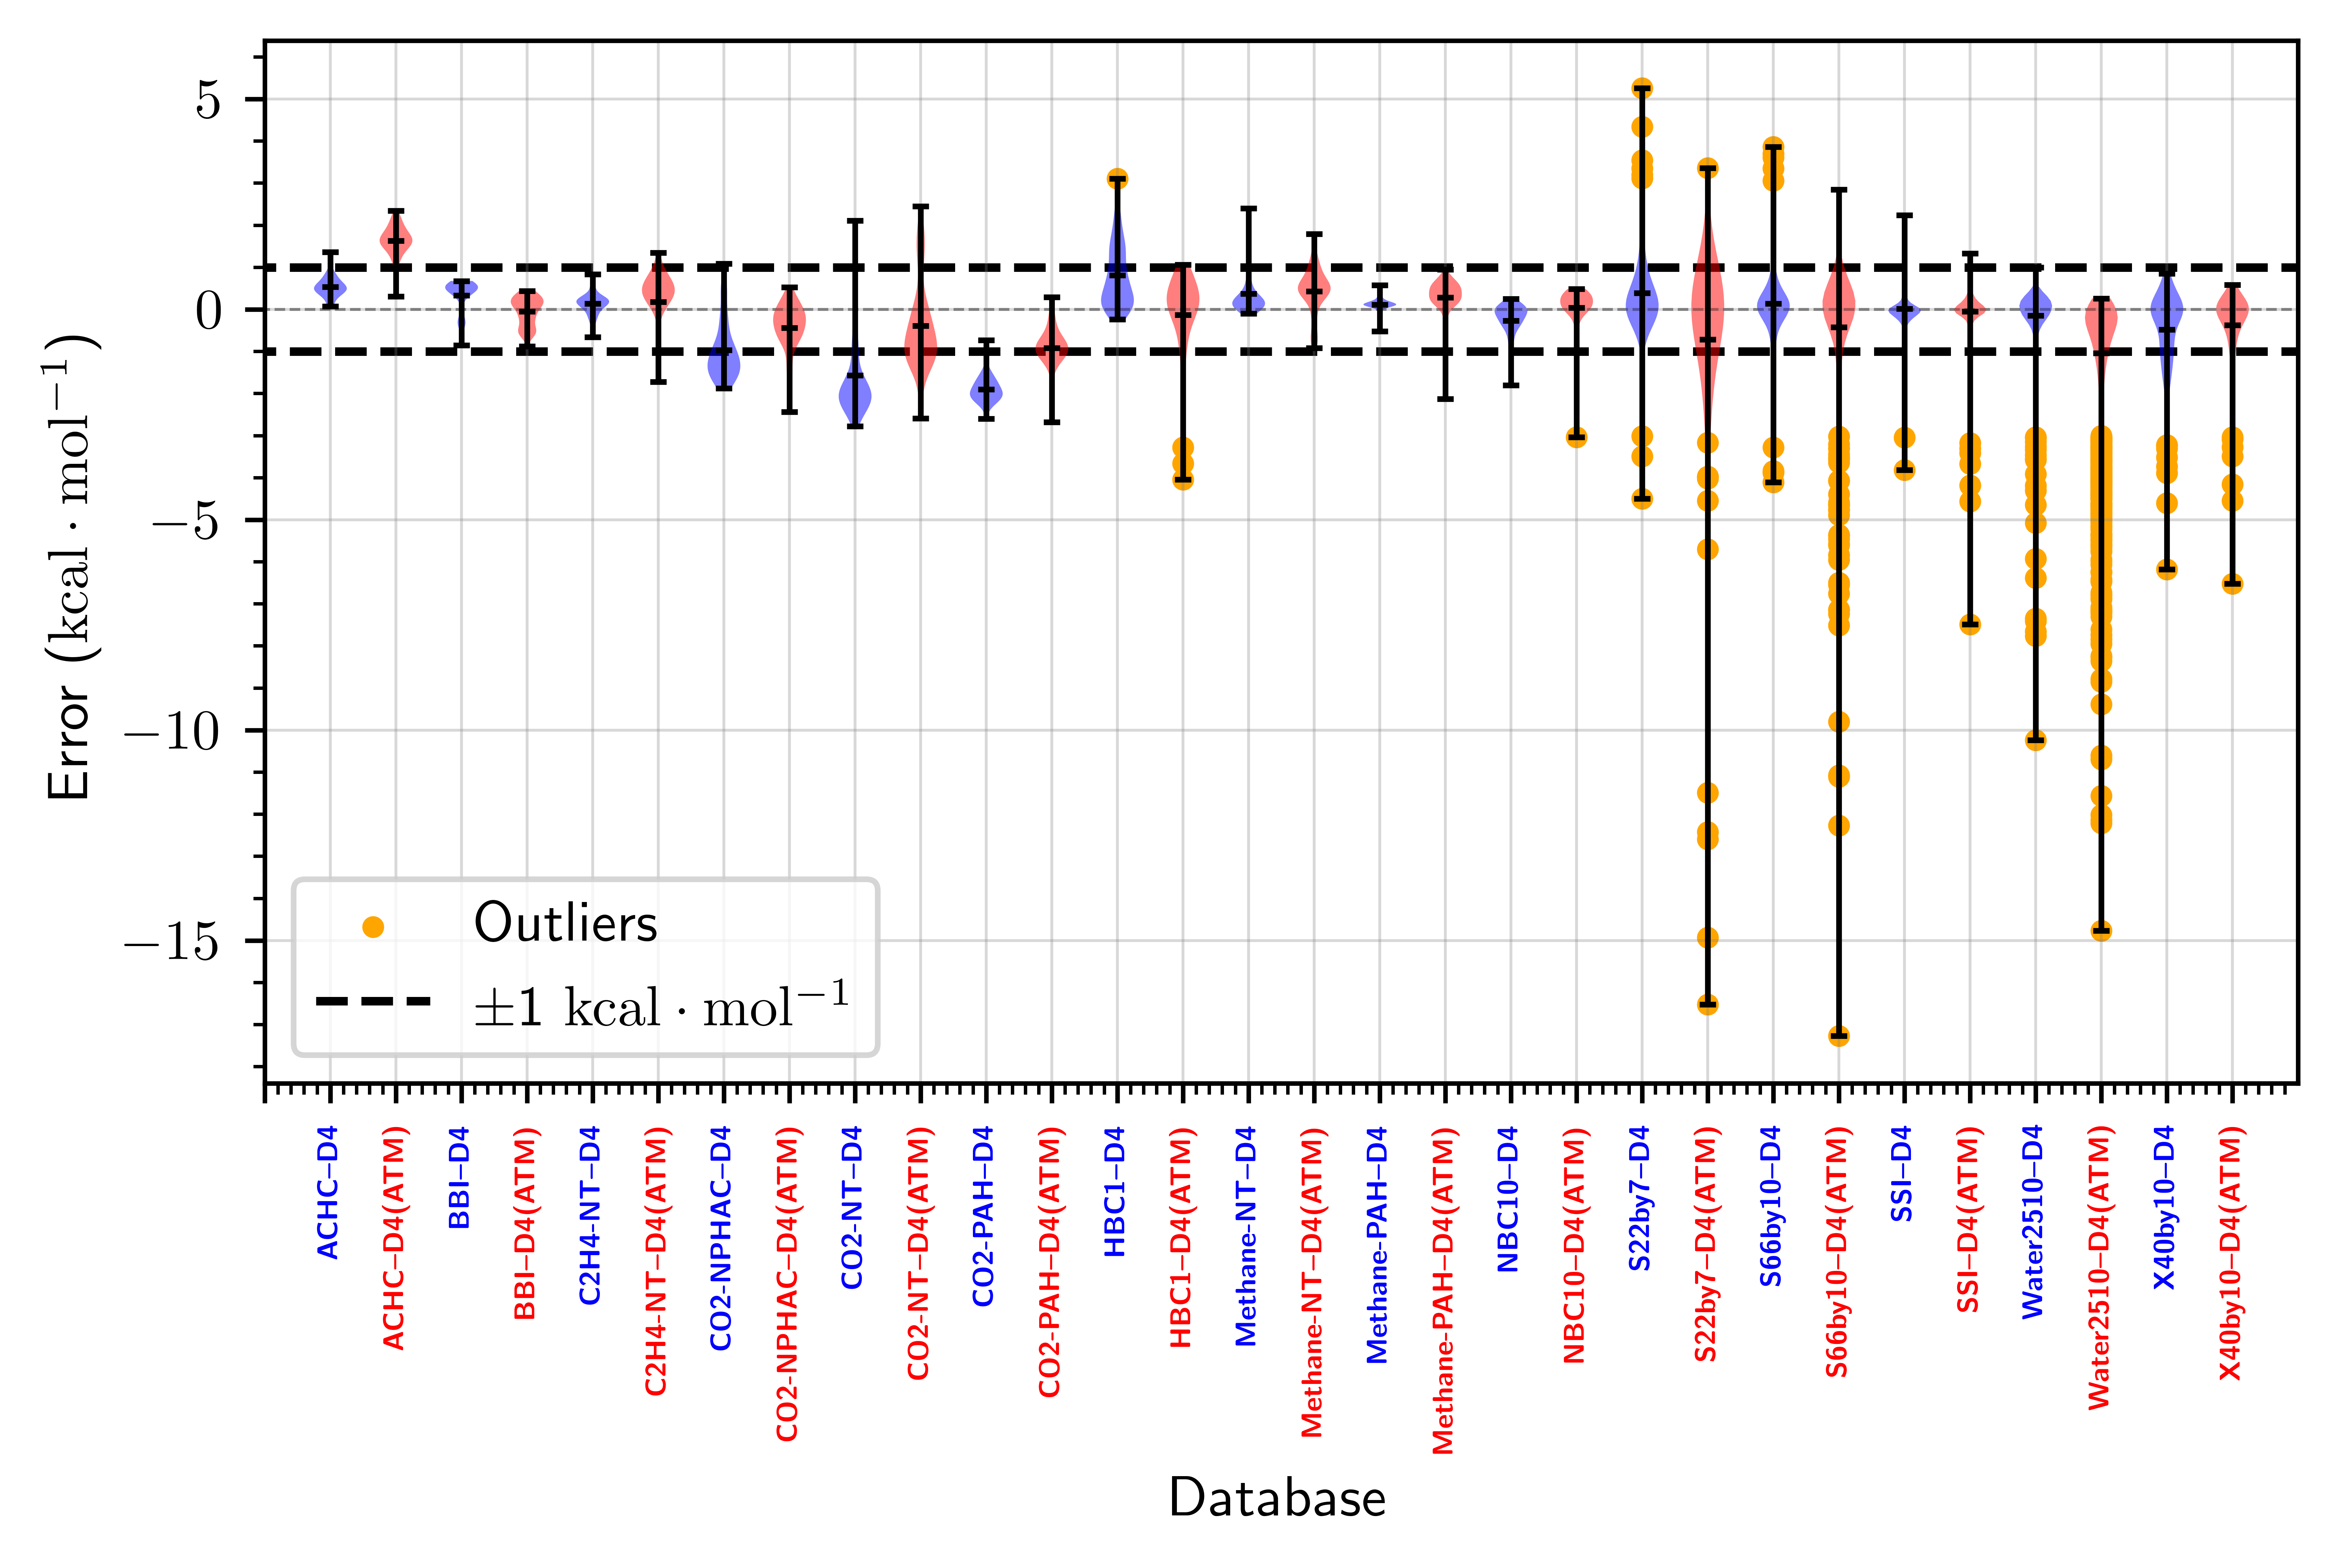 Error (kcal · mol⁻¹)
5
0
−5
−10
−15
Outliers
±1 kcal · mol⁻¹
ACHC–D4
ACHC–D4(ATM)
BBI–D4
BBI–D4(ATM)
C2H4-NT–D4
C2H4-NT–D4(ATM)
CO2-NPHAC–D4
CO2-NPHAC–D4(ATM)
CO2-NT–D4
CO2-NT–D4(ATM)
CO2-PAH–D4
CO2-PAH–D4(ATM)
HBC1–D4
HBC1–D4(ATM)
Methane-NT–D4
Methane-NT–D4(ATM)
Methane-PAH–D4
Methane-PAH–D4(ATM)
NBC10–D4
NBC10–D4(ATM)
S22by7–D4
S22by7–D4(ATM)
S66by10–D4
S66by10–D4(ATM)
SSI–D4
SSI–D4(ATM)
Water2510–D4
Water2510–D4(ATM)
X40by10–D4
X40by10–D4(ATM)
Database